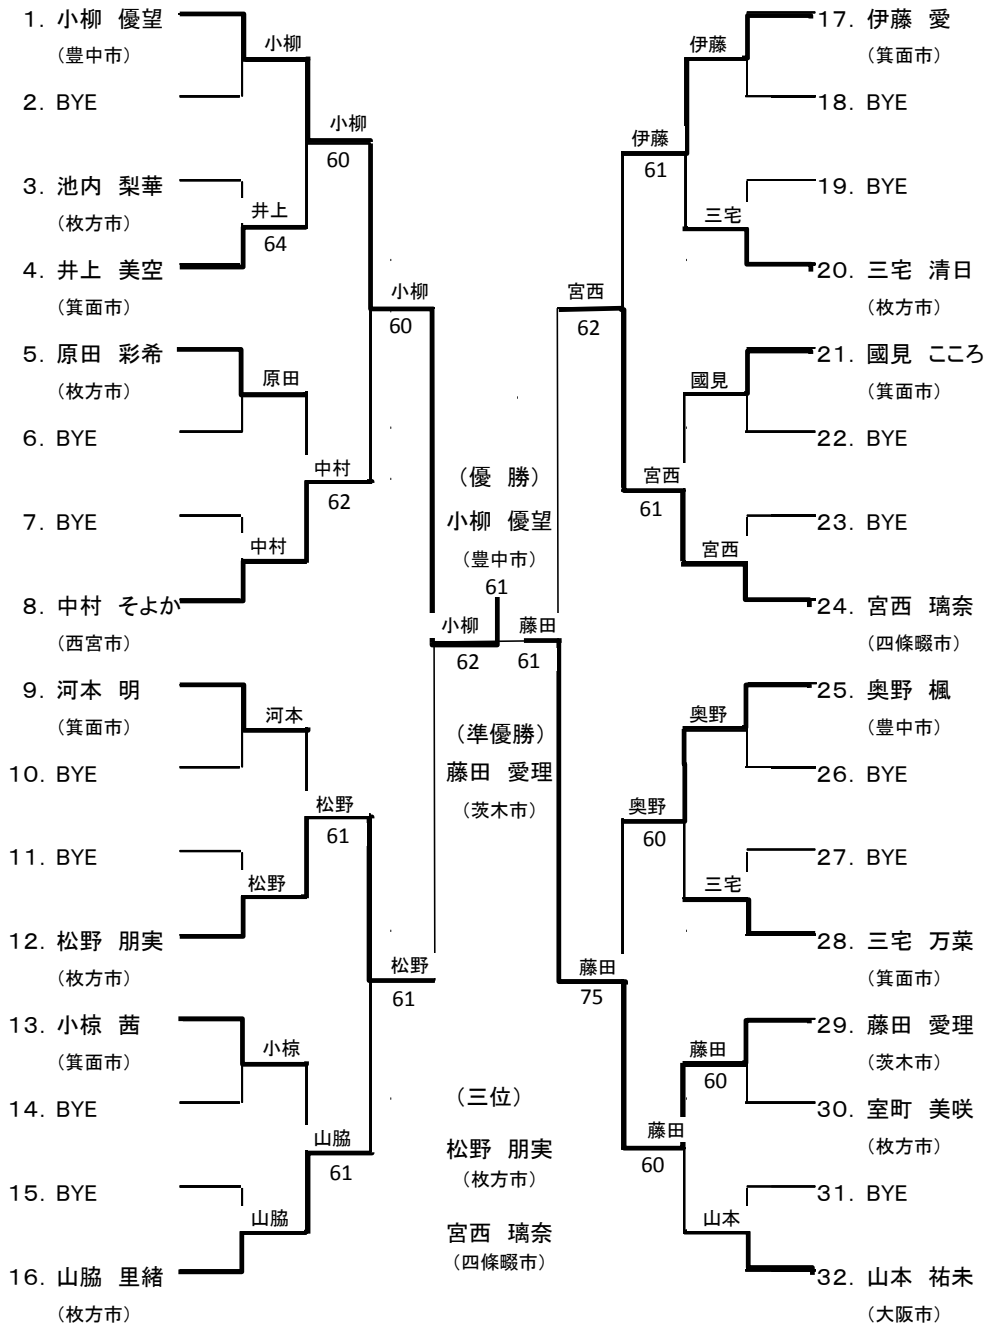 1. 小柳 優望
(豊中市)
2. BYE
3. 池内 梨華
(枚方市)
4. 井上 美空
(箕面市)
5. 原田 彩希
(枚方市)
6. BYE
7. BYE
8. 中村 そよか
(西宮市)
9. 河本 明
(箕面市)
10. BYE
11. BYE
12. 松野 朋実
(枚方市)
13. 小椋 茜
(箕面市)
14. BYE
15. BYE
16. 山脇 里緒
(枚方市)
小柳
井上
64
原田
中村
河本
松野
小椋
山脇
小柳
60
中村
62
松野
61
山脇
61
小柳
60
松野
61
小柳
62
(優 勝)
小柳 優望
(豊中市)
61
(準優勝)
藤田 愛理
(茨木市)
(三位)
松野 朋実
(枚方市)
宮西 璃奈
(四條畷市)
藤田
61
宮西
62
藤田
75
伊藤
61
宮西
61
奥野
60
藤田
60
伊藤
三宅
國見
宮西
奥野
三宅
藤田
60
山本
17. 伊藤 愛
(箕面市)
18. BYE
19. BYE
20. 三宅 清日
(枚方市)
21. 國見 こころ
(箕面市)
22. BYE
23. BYE
24. 宮西 璃奈
(四條畷市)
25. 奥野 楓
(豊中市)
26. BYE
27. BYE
28. 三宅 万菜
(箕面市)
29. 藤田 愛理
(茨木市)
30. 室町 美咲
(枚方市)
31. BYE
32. 山本 祐未
(大阪市)